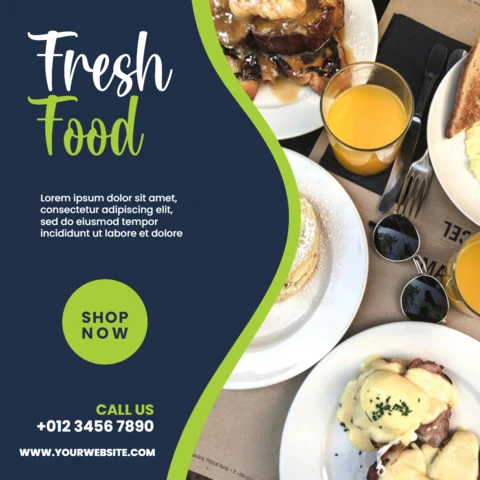 Fresh
Food
Lorem ipsum dolor sit amet,
consectetur adipiscing elit,
sed do eiusmod tempor
incididunt ut labore et dolore
SHOP
NOW
CALL US
+012 3456 7890
WWW.YOURWEBSITE.COM